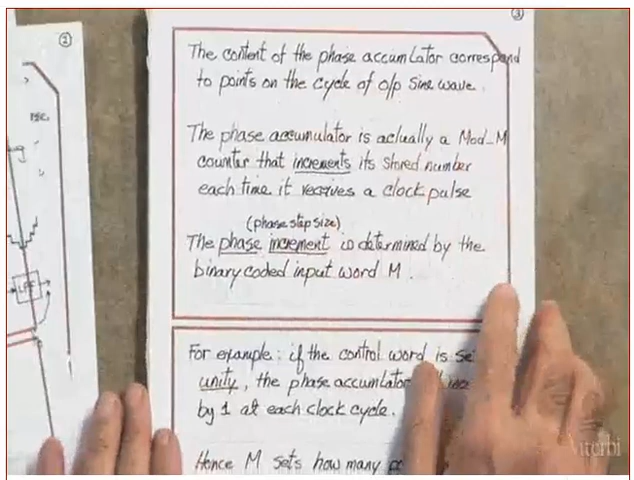 3
2
The content of the phase accumulator correspond
to points on the cycle of o/p sine wave.
The phase accumulator is actually a Mod-M
counter that increments its stored number
each time it receives a clock pulse
(phase step size)
The phase increment is determined by the
binary coded input word M.
For example: if the control word is se
unity, the phase accumlator
by 1 at each clock cycle.
Hence M sets how many
LPF
Viterbi